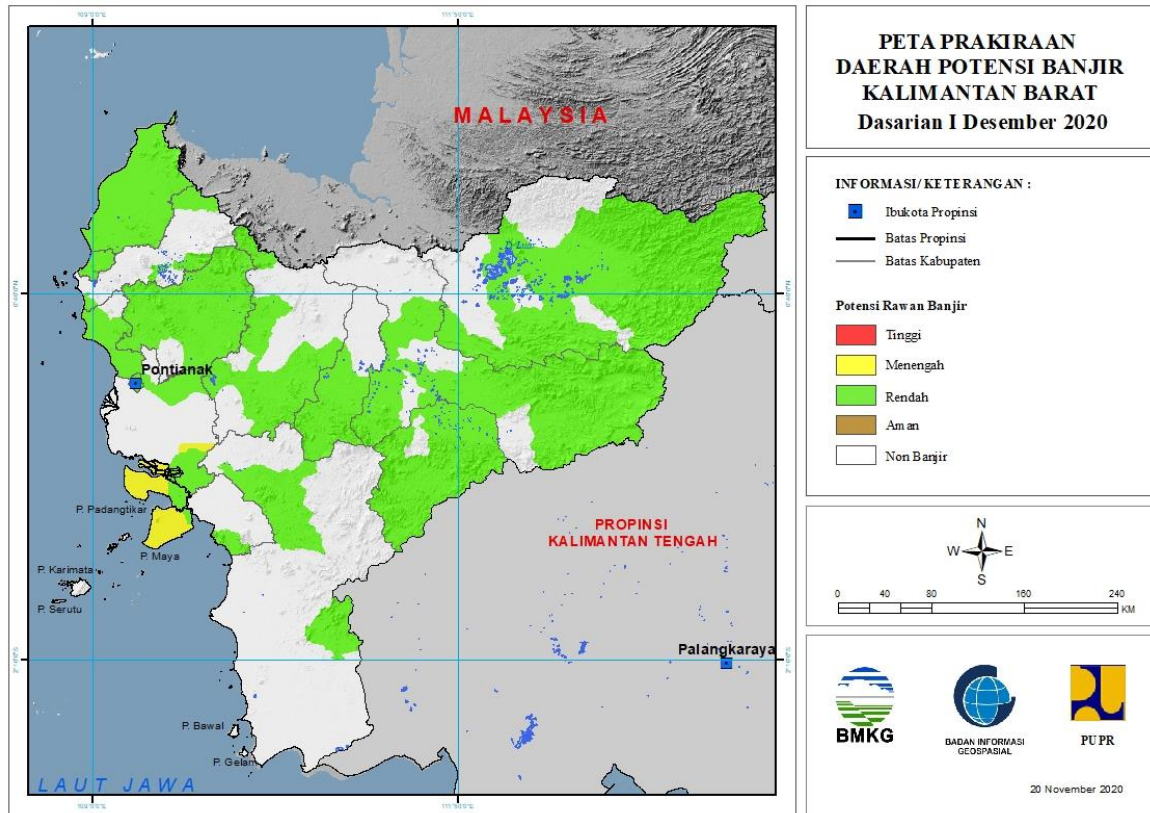 PETA PRAKIRAAN
DAERAH POTENSI BANJIR
KALIMANTAN BARAT
Dasarian I Desember 2020
INFORMASI/ KETERANGAN :
Ibukota Propinsi
Batas Propinsi
Batas Kabupaten
Potensi Rawan Banjir
Tinggi
Menengah
Rendah
Aman
Non Banjir
N
W E
S
0 40 80 160 240
KM
BMKG
BADAN INFORMASI
GEOSPASIAL
PUPR
20 November 2020
MALAYSIA
Pontianak
P. Padangtikar
P. Maya
P. Karimata
P. Serutu
PROPINSI
KALIMANTAN TENGAH
Palangkaraya
P. Bawal
P. Gelam
LAUT JAWA